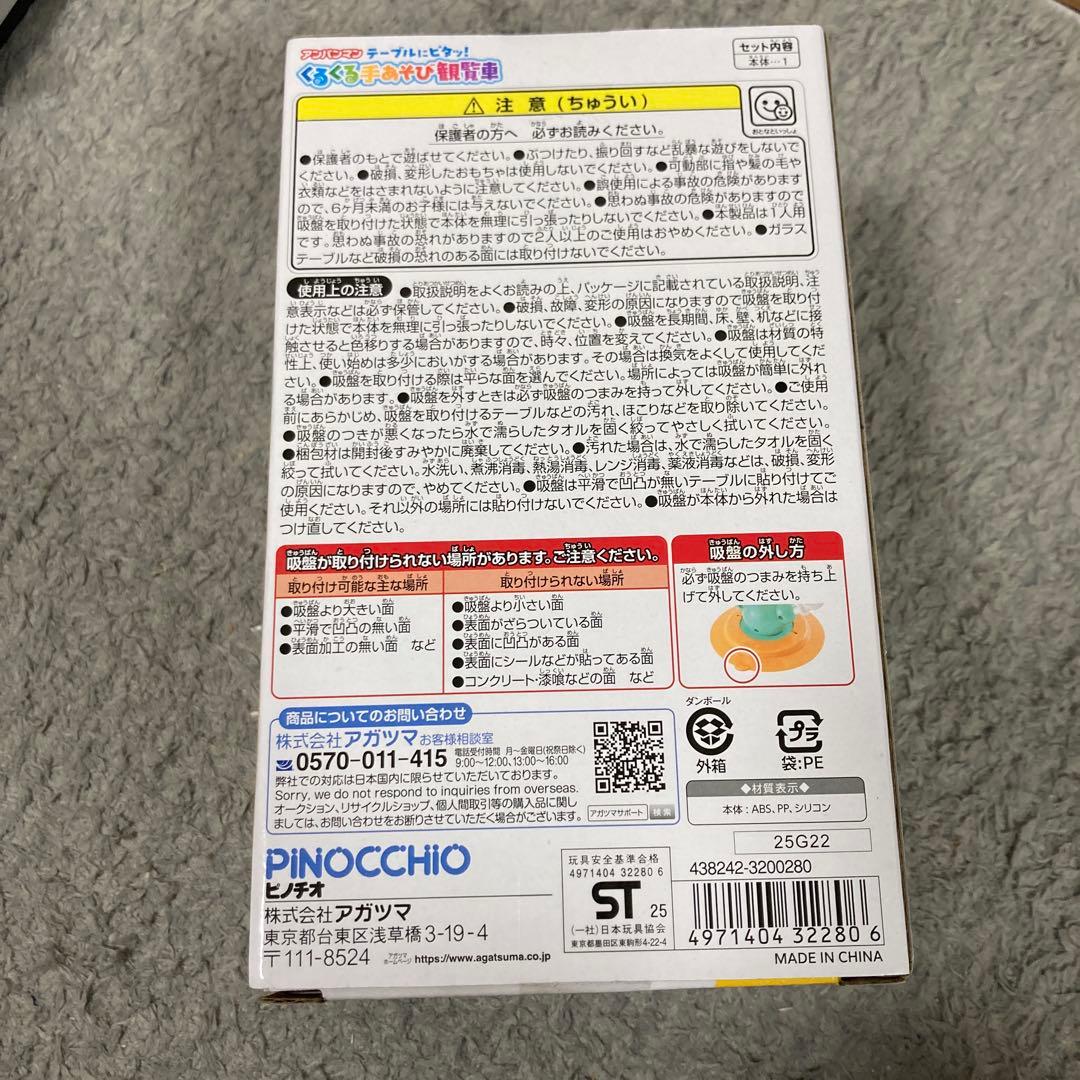 アンパンマン テーブルにピタッ!
くるくる手あそび観覧車
セット内容
本体…1
⚠ 注 意 (ちゅうい)
おとなといっしょ
保護者の方へ 必ずお読みください。
●保護者のもとで遊ばせてください。●ぶつけたり、振り回すなど乱暴な遊びをしないで
ください。●破損、変形したおもちゃは使用しないでください。●可動部に指や髪の毛や
衣類などをはさまれないように注意してください。●誤使用による事故の危険があります
ので、6ヶ月未満のお子様には与えないでください。●思わぬ事故の危険がありますので
吸盤を取り付けた状態で本体を無理に引っ張ったりしないでください。●本製品は1人用
です。思わぬ事故の恐れがありますので2人以上のご使用はおやめください。●ガラス
テーブルなど破損の恐れのある面には取り付けないでください。
使用上の注意 ●取扱説明をよくお読みの上、パッケージに記載されている取扱説明、注
意表示などは必ず保管してください。●破損、故障、変形の原因になりますので吸盤を取り付
けた状態で本体を無理に引っ張ったりしないでください。●吸盤を長期間、床、壁、机などに接
触させると色移りする場合がありますので、時々、位置を変えてください。●吸盤は材質の特
性上、使い始めは多少においがする場合があります。その場合は換気をよくして使用してくだ
さい。●吸盤を取り付ける際は平らな面を選んでください。場所によっては吸盤が簡単に外れ
る場合があります。●吸盤を外すときは必ず吸盤のつまみを持って外してください。●ご使用
前にあらかじめ、吸盤を取り付けるテーブルなどの汚れ、ほこりなどを取り除いてください。
●吸盤のつきが悪くなったら水で濡らしたタオルを固く絞ってやさしく拭いてください。
●梱包材は開封後すみやかに廃棄してください。●汚れた場合は、水で濡らしたタオルを固く
絞って拭いてください。水洗い、煮沸消毒、熱湯消毒、レンジ消毒、薬液消毒などは、破損、変形
の原因になりますので、やめてください。●吸盤は平滑で凹凸が無いテーブルに貼り付けてご
使用ください。それ以外の場所には貼り付けないでください。●吸盤が本体から外れた場合は
つけ直してください。
吸盤が取り付けられない場所があります。ご注意ください。
取り付け可能な主な場所
●吸盤より大きい面
●平滑で凹凸の無い面
●表面加工の無い面 など
取り付けられない場所
●吸盤より小さい面
●表面がざらついている面
●表面に凹凸がある面
●表面にシールなどが貼ってある面
●コンクリート・漆喰などの面 など
吸盤の外し方
必ず吸盤のつまみを持ち上
げて外してください。
商品についてのお問い合わせ
株式会社アガツマお客様相談室
0570-011-415
電話受付時間 月~金曜日(祝祭日除く)
9:00~12:00、13:00~16:00
弊社での対応は日本国内に限らせていただいております。
Sorry, we do not respond to inquiries from overseas.
オークション、リサイクルショップ、個人間取引等の購入品に関し
ましては、お問い合わせをお断りさせていただく場合がございます。
アガツマサポート 検索
ダンボール
外箱
プラ
袋:PE
◆材質表示◆
本体:ABS、PP、シリコン
25G22
PiNOCCHiO
ピノチオ
株式会社アガツマ
東京都台東区浅草橋3-19-4
〒111-8524 アガツマ ホームページ https://www.agatsuma.co.jp
玩具安全基準合格
4971404 32280 6
ST 25
(一社)日本玩具協会
東京都墨田区東駒形4-22-4
438242-3200280
4 971404 322806
MADE IN CHINA